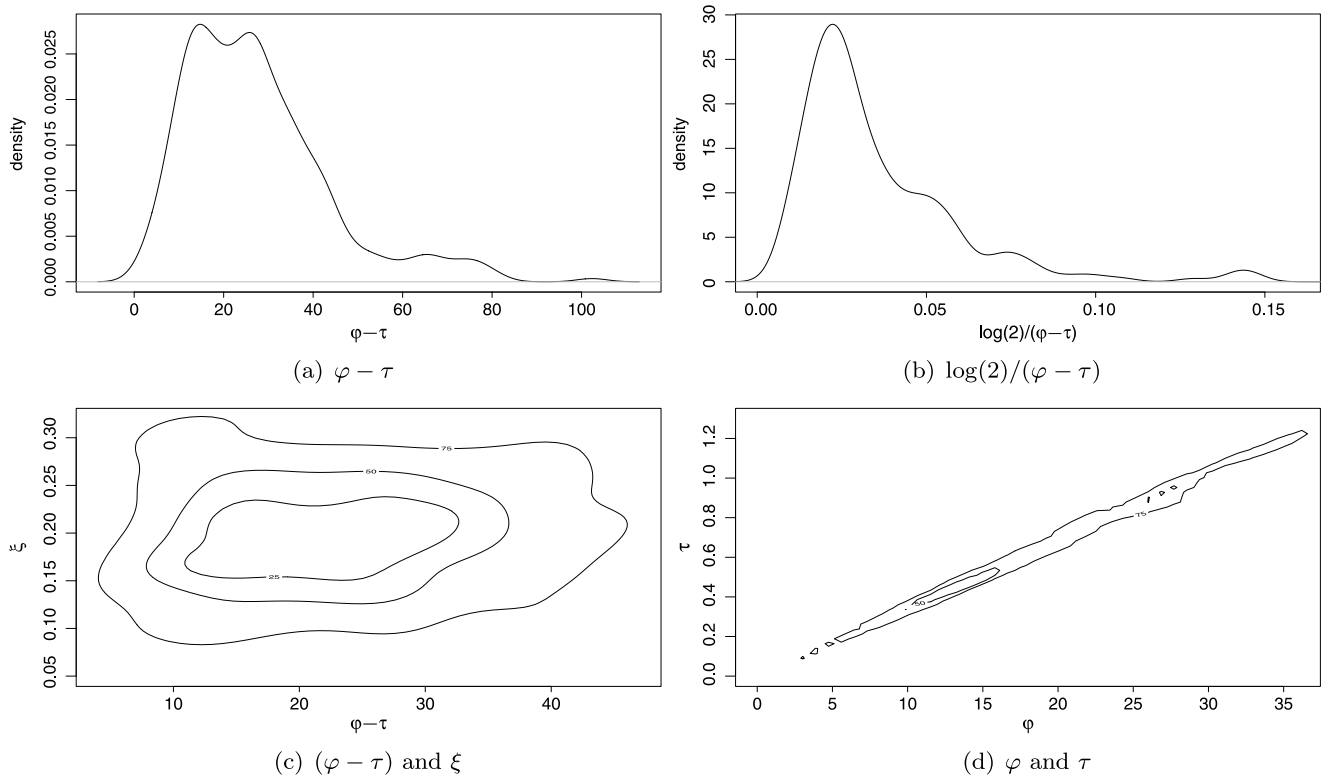 density
0.000 0.005 0.010 0.015 0.020 0.025
0 20 40 60 80 100
φ−τ
(a) φ − τ
density
0 5 10 15 20 25 30
0.00 0.05 0.10 0.15
log(2)/(φ−τ)
(b) log(2)/(φ − τ)
ξ
0.05 0.10 0.15 0.20 0.25 0.30
75
50
25
10 20 30 40
φ−τ
(c) (φ − τ) and ξ
τ
0.0 0.2 0.4 0.6 0.8 1.0 1.2
75
50
0 5 10 15 20 25 30 35
φ
(d) φ and τ